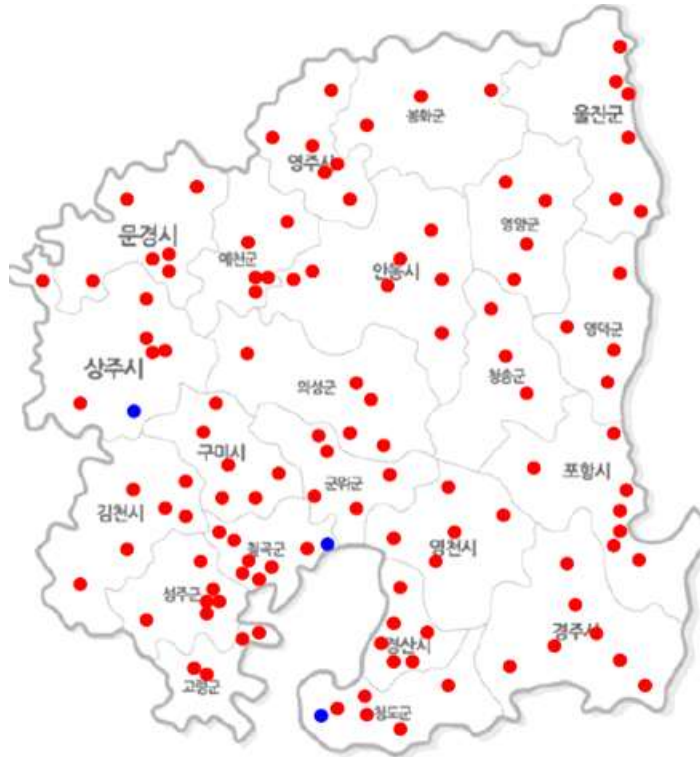 울진군
봉화군
영주시
영양군
문경시
예천군
안동시
영덕군
상주시
청송군
의성군
구미시
포항시
군위군
김천시
칠곡군
영천시
성주군
경주시
경산시
고령군
청도군